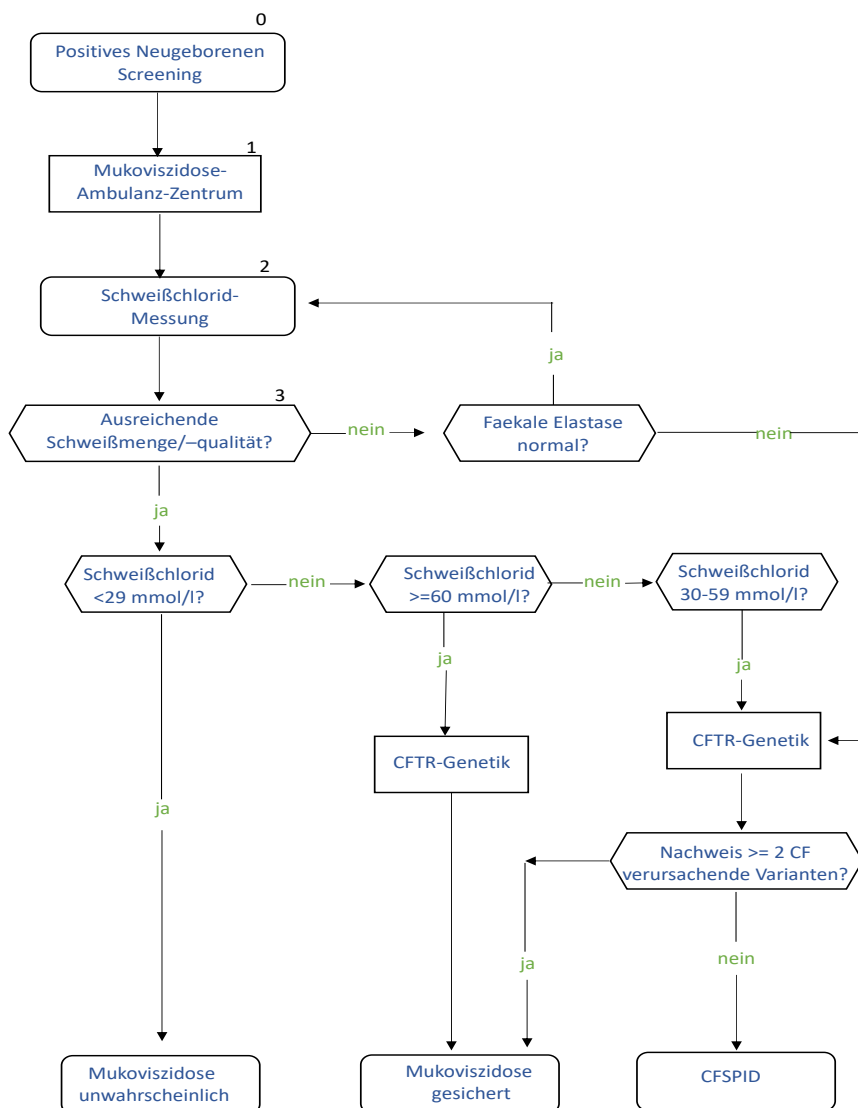 0
Positives Neugeborenen
Screening
1
Mukoviszidose-
Ambulanz-Zentrum
2
Schweißchlorid-
Messung
ja
3
Ausreichende
Schweißmenge/–qualität?
nein
Faekale Elastase
normal?
nein
ja
Schweißchlorid
<29 mmol/l?
nein
Schweißchlorid
>=60 mmol/l?
nein
Schweißchlorid
30-59 mmol/l?
ja
ja
CFTR-Genetik
CFTR-Genetik
ja
Nachweis >= 2 CF
verursachende Varianten?
ja
nein
Mukoviszidose
unwahrscheinlich
Mukoviszidose
gesichert
CFSPID